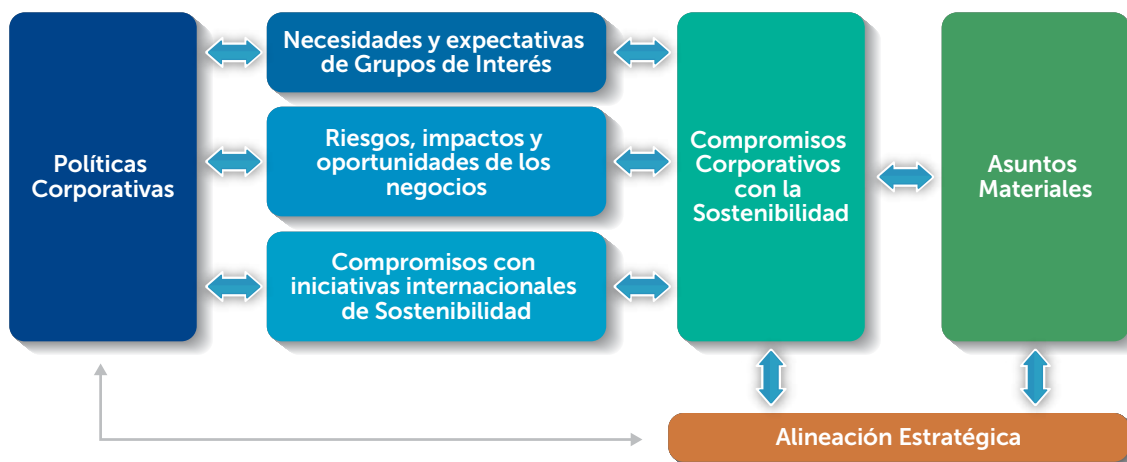 Políticas
Corporativas
Necesidades y expectativas
de Grupos de Interés
Riesgos, impactos y
oportunidades de los
negocios
Compromisos con
iniciativas internacionales
de Sostenibilidad
Compromisos
Corporativos
con la
Sostenibilidad
Asuntos
Materiales
Alineación Estratégica